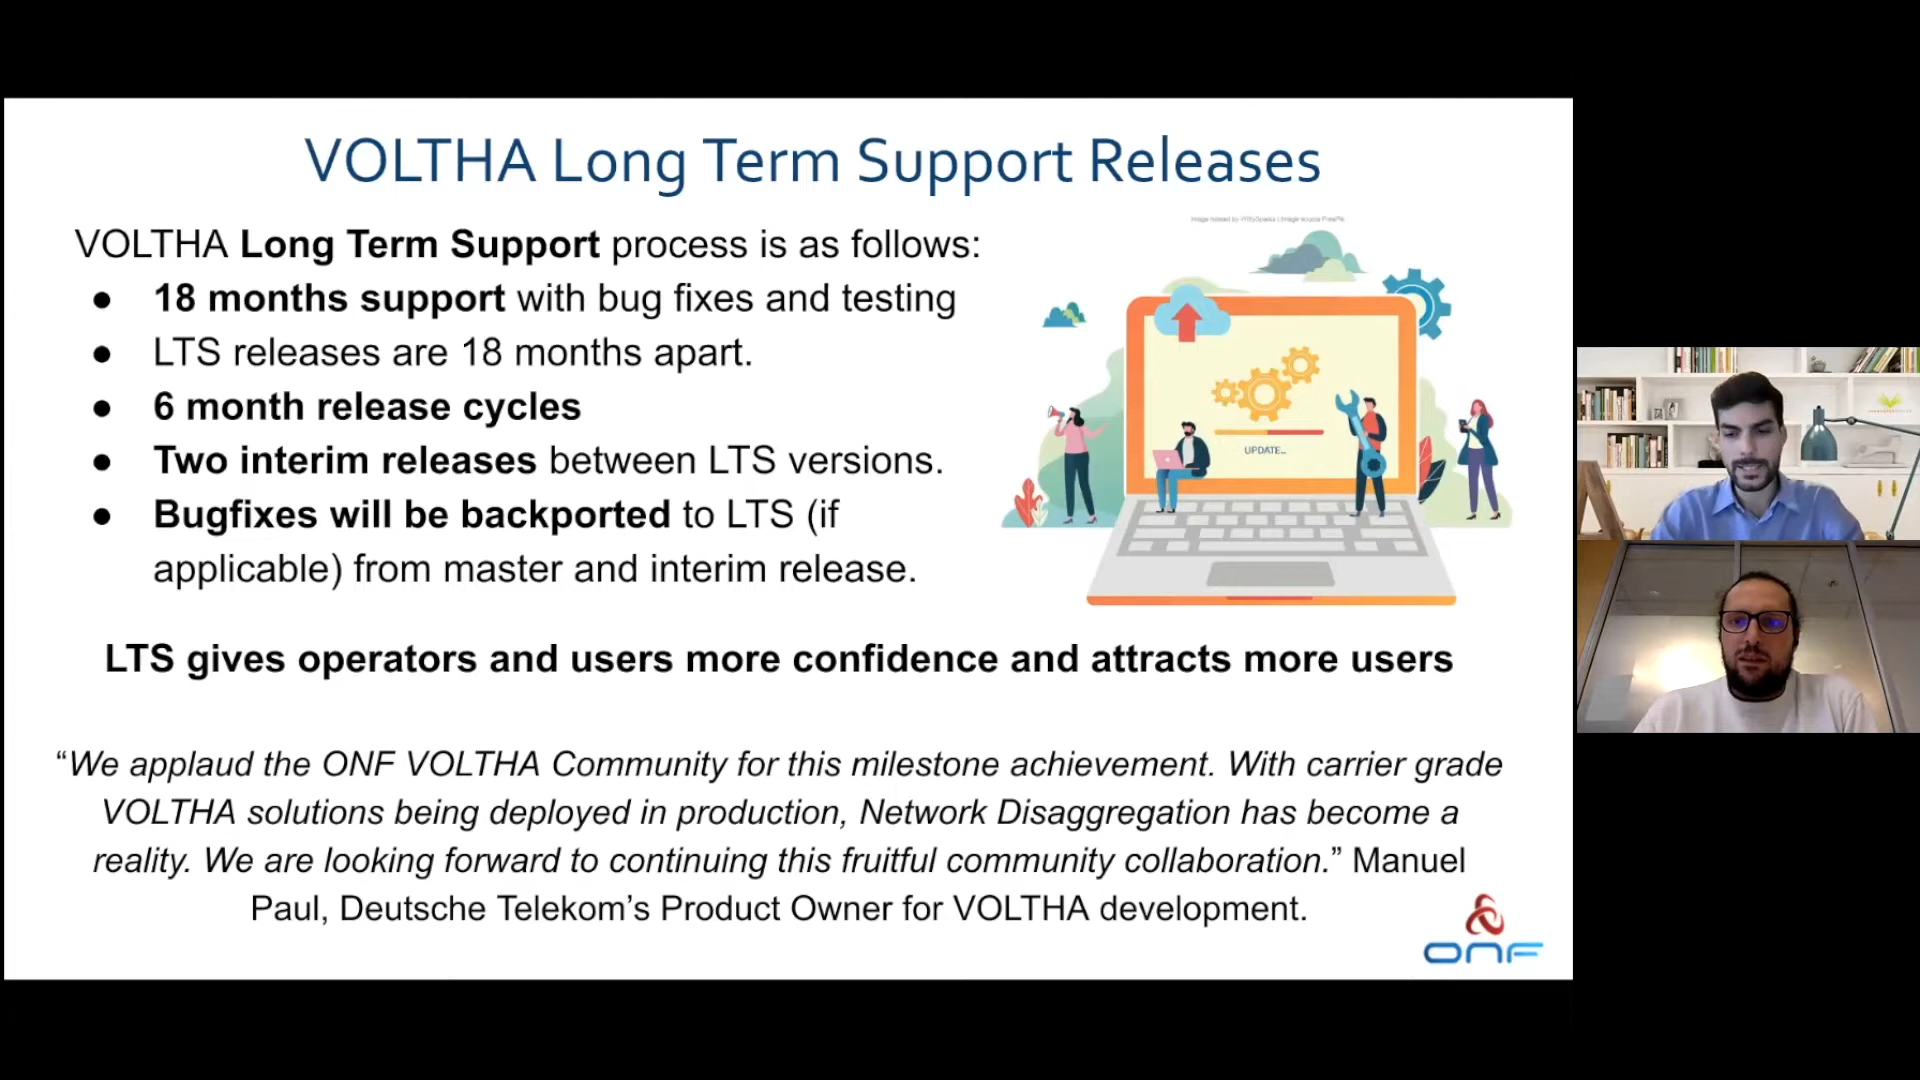 VOLTHA Long Term Support Releases
VOLTHA Long Term Support process is as follows:
● 18 months support with bug fixes and testing
● LTS releases are 18 months apart.
● 6 month release cycles
● Two interim releases between LTS versions.
● Bugfixes will be backported to LTS (if
applicable) from master and interim release.
UPDATE...
LTS gives operators and users more confidence and attracts more users
“We applaud the ONF VOLTHA Community for this milestone achievement. With carrier grade
VOLTHA solutions being deployed in production, Network Disaggregation has become a
reality. We are looking forward to continuing this fruitful community collaboration.” Manuel
Paul, Deutsche Telekom’s Product Owner for VOLTHA development.
ONF